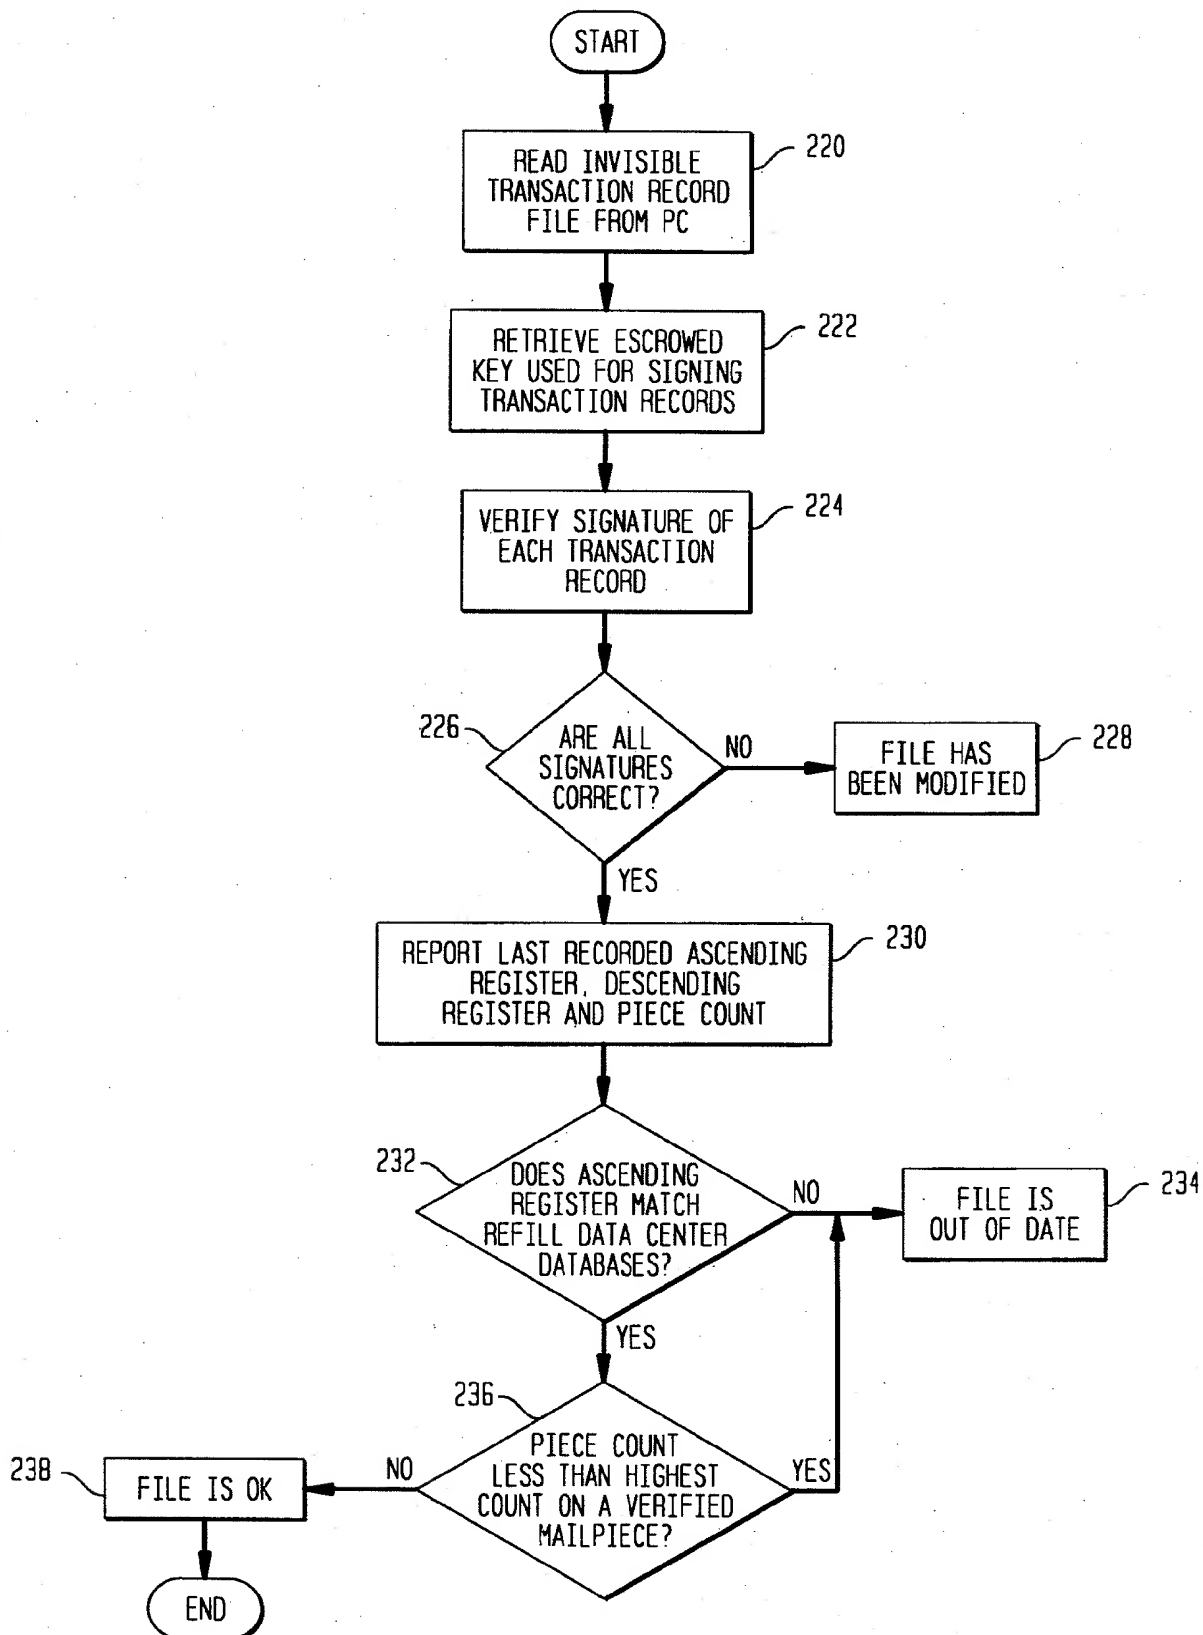 START
READ INVISIBLE
TRANSACTION RECORD
FILE FROM PC
220
RETRIEVE ESCROWED
KEY USED FOR SIGNING
TRANSACTION RECORDS
222
VERIFY SIGNATURE OF
EACH TRANSACTION
RECORD
224
226
ARE ALL
SIGNATURES
CORRECT?
NO
FILE HAS
BEEN MODIFIED
228
YES
REPORT LAST RECORDED ASCENDING
REGISTER, DESCENDING
REGISTER AND PIECE COUNT
230
232
DOES ASCENDING
REGISTER MATCH
REFILL DATA CENTER
DATABASES?
NO
FILE IS
OUT OF DATE
234
YES
236
PIECE COUNT
LESS THAN HIGHEST
COUNT ON A VERIFIED
MAILPIECE?
YES
NO
238
FILE IS OK
END